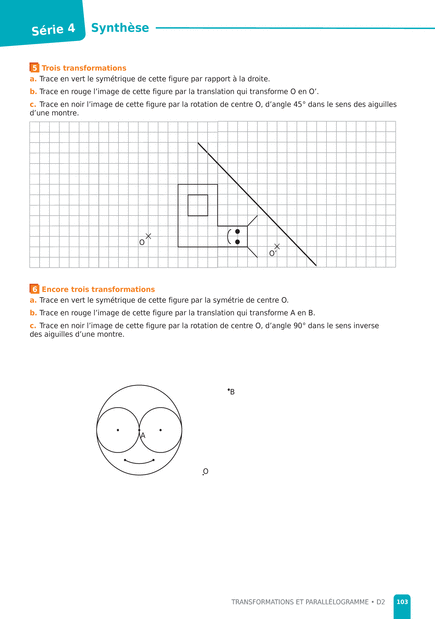 Série 4 Synthèse
5 Trois transformations
a. Trace en vert le symétrique de cette figure par rapport à la droite.
b. Trace en rouge l'image de cette figure par la translation qui transforme O en O’.
c. Trace en noir l'image de cette figure par la rotation de centre O, d'angle 45° dans le sens des aiguilles
d'une montre.
O
O’
6 Encore trois transformations
a. Trace en vert le symétrique de cette figure par la symétrie de centre O.
b. Trace en rouge l'image de cette figure par la translation qui transforme A en B.
c. Trace en noir l'image de cette figure par la rotation de centre O, d'angle 90° dans le sens inverse
des aiguilles d'une montre.
B
A
O
TRANSFORMATIONS ET PARALLÉLOGRAMME • D2 103